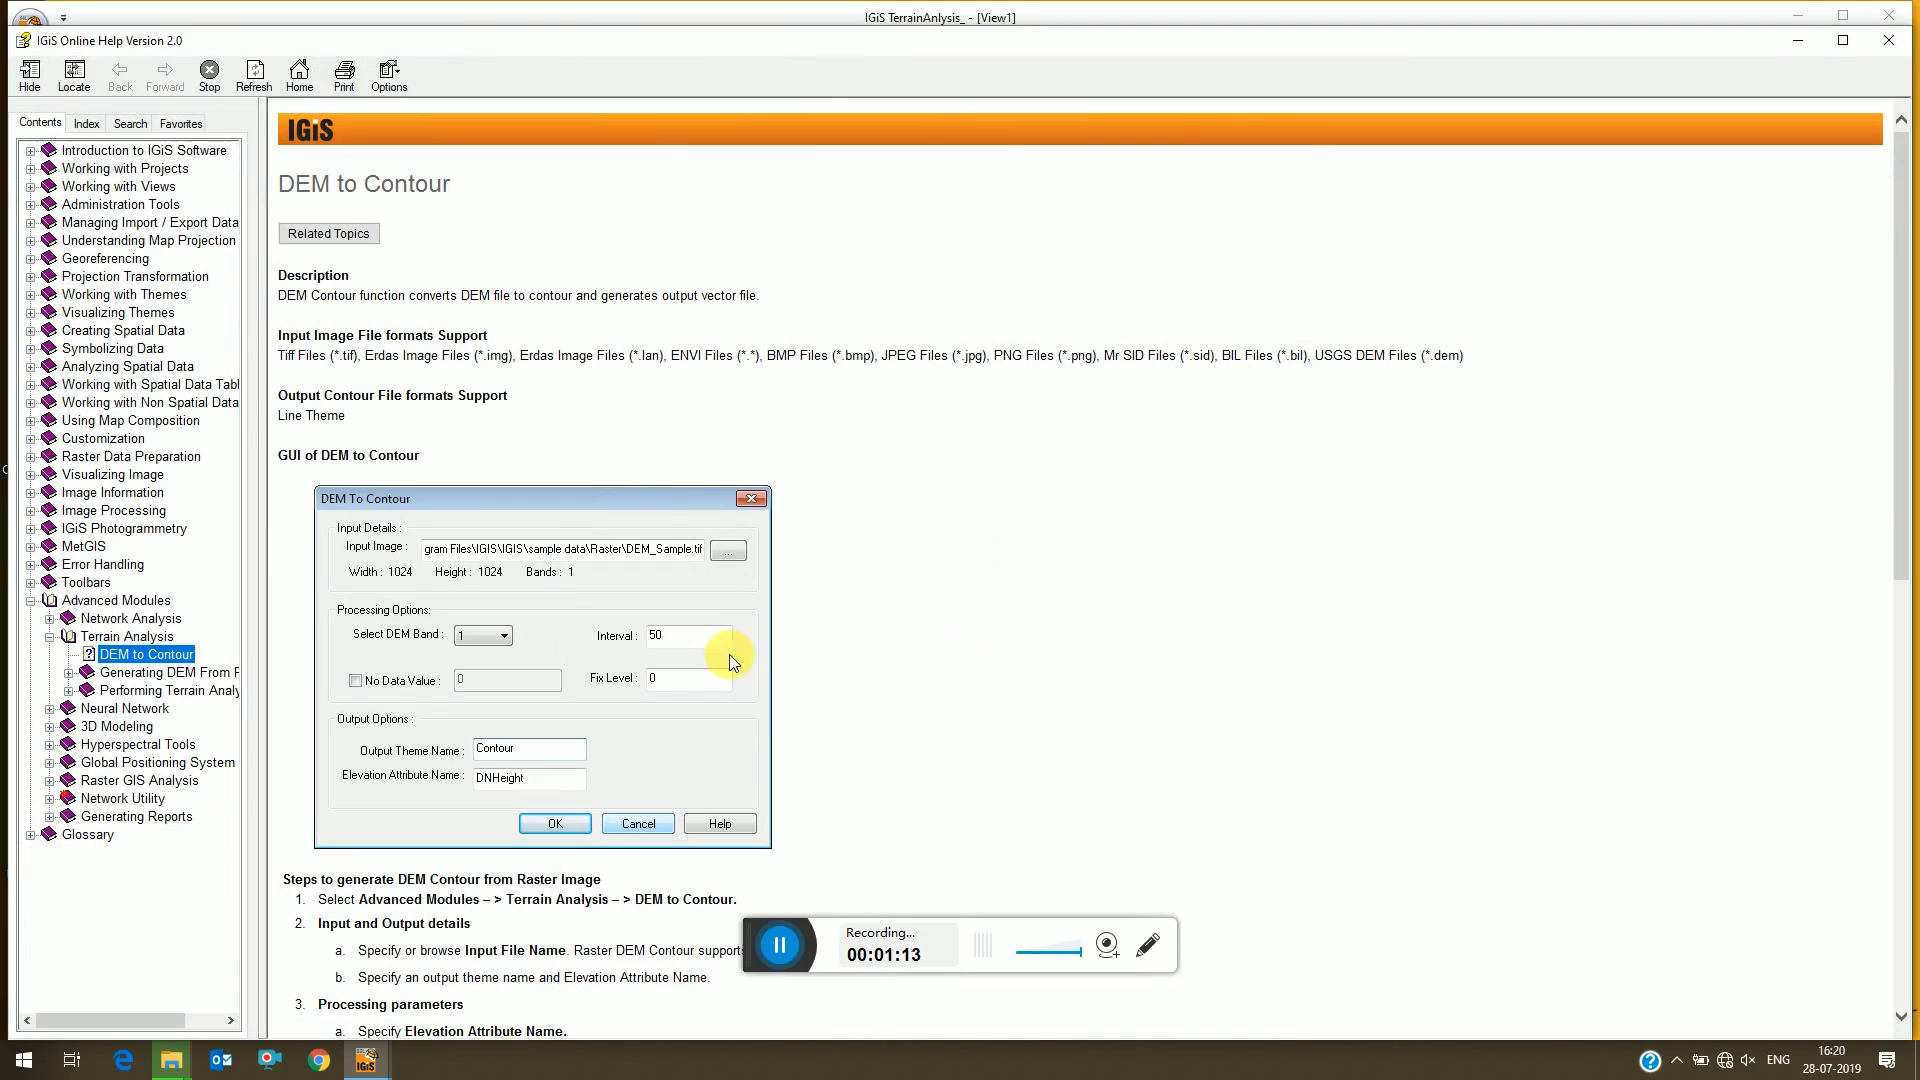 IGiS TerrainAnlysis_ - [View1]
IGiS Online Help Version 2.0
Hide Locate Back Forward Stop Refresh Home Print Options
Contents Index Search Favorites
Introduction to IGiS Software
Working with Projects
Working with Views
Administration Tools
Managing Import / Export Data
Understanding Map Projection
Georeferencing
Projection Transformation
Working with Themes
Visualizing Themes
Creating Spatial Data
Symbolizing Data
Analyzing Spatial Data
Working with Spatial Data Tabl
Working with Non Spatial Data
Using Map Composition
Customization
Raster Data Preparation
Visualizing Image
Image Information
Image Processing
IGiS Photogrammetry
MetGIS
Error Handling
Toolbars
Advanced Modules
Network Analysis
Terrain Analysis
DEM to Contour
Generating DEM From
Performing Terrain Analy
Neural Network
3D Modeling
Hyperspectral Tools
Global Positioning System
Raster GIS Analysis
Network Utility
Generating Reports
Glossary
IGiS
DEM to Contour
Related Topics
Description
DEM Contour function converts DEM file to contour and generates output vector file.
Input Image File formats Support
Tiff Files (*.tif), Erdas Image Files (*.img), Erdas Image Files (*.lan), ENVI Files (*.*), BMP Files (*.bmp), JPEG Files (*.jpg), PNG Files (*.png), Mr SID Files (*.sid), BIL Files (*.bil), USGS DEM Files (*.dem)
Output Contour File formats Support
Line Theme
GUI of DEM to Contour
DEM To Contour
Input Details :
Input Image : gram Files\IGIS\IGIS\sample data\Raster\DEM_Sample.tif ...
Width : 1024 Height : 1024 Bands : 1
Processing Options:
Select DEM Band : 1 Interval : 50
No Data Value : 0 Fix Level : 0
Output Options :
Output Theme Name : Contour
Elevation Attribute Name : DNHeight
OK Cancel Help
Steps to generate DEM Contour from Raster Image
1. Select Advanced Modules – > Terrain Analysis – > DEM to Contour.
2. Input and Output details
a. Specify or browse Input File Name. Raster DEM Contour supports
b. Specify an output theme name and Elevation Attribute Name.
3. Processing parameters
a. Specify Elevation Attribute Name.
Recording...
00:01:13
IGiS
ENG
16:20
28-07-2019